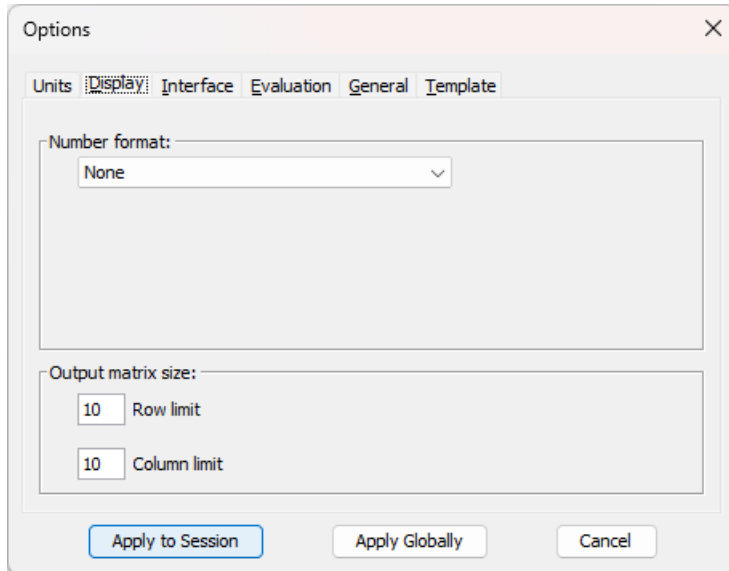 Options
Units Display Interface Evaluation General Template
Number format:
None
Output matrix size:
10 Row limit
10 Column limit
Apply to Session Apply Globally Cancel